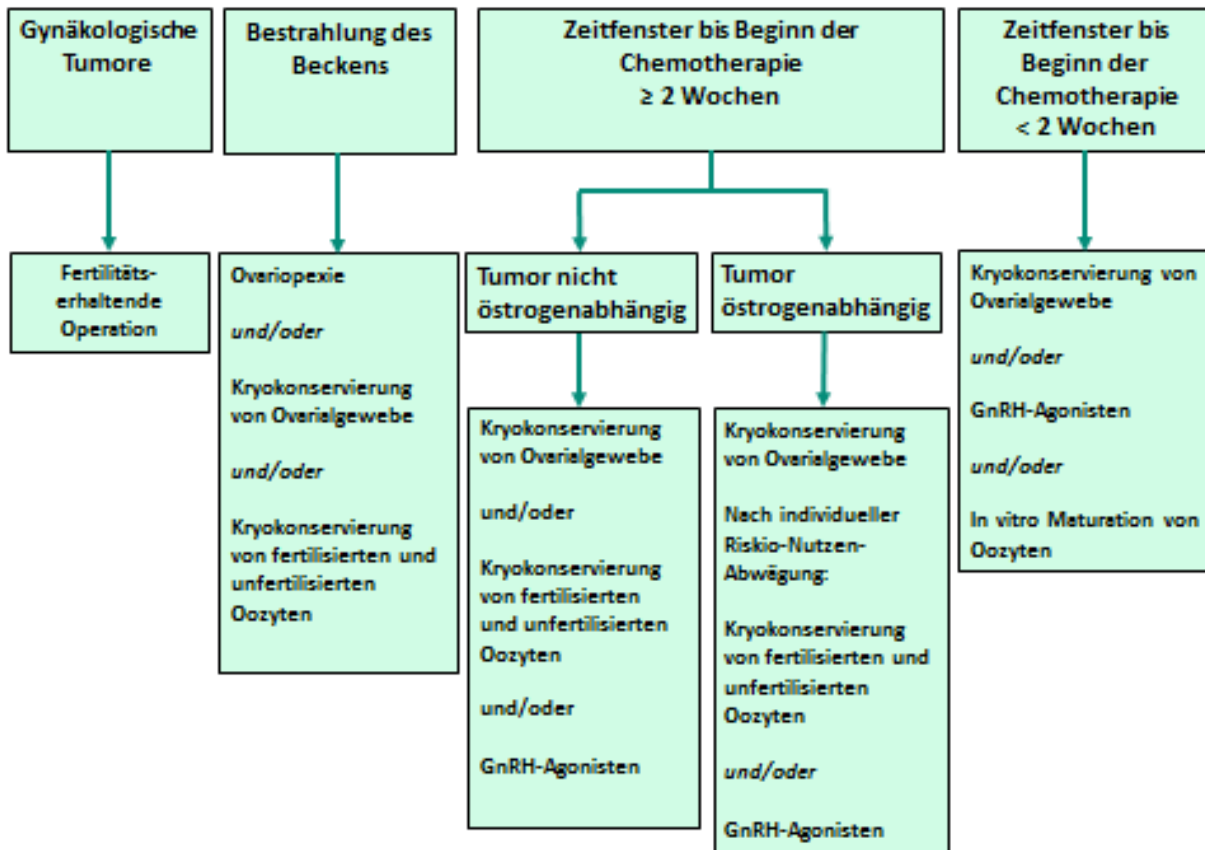 Gynäkologische
Tumore
Fertilitäts-
erhaltende
Operation
Bestrahlung des
Beckens
Ovariopexie
und/oder
Kryokonservierung
von Ovarialgewebe
und/oder
Kryokonservierung
von fertilisierten und
unfertilisierten
Oozyten
Zeitfenster bis Beginn der
Chemotherapie
≥ 2 Wochen
Tumor nicht
östrogenabhängig
Kryokonservierung
von Ovarialgewebe
und/oder
Kryokonservierung
von fertilisierten
und unfertilisierten
Oozyten
und/oder
GnRH-Agonisten
Tumor
östrogenabhängig
Kryokonservierung
von Ovarialgewebe
Nach individueller
Riskio-Nutzen-
Abwägung:
Kryokonservierung
von fertilisierten und
unfertilisierten
Oozyten
und/oder
GnRH-Agonisten
Zeitfenster bis
Beginn der
Chemotherapie
< 2 Wochen
Kryokonservierung von
Ovarialgewebe
und/oder
GnRH-Agonisten
und/oder
In vitro Maturation von
Oozyten